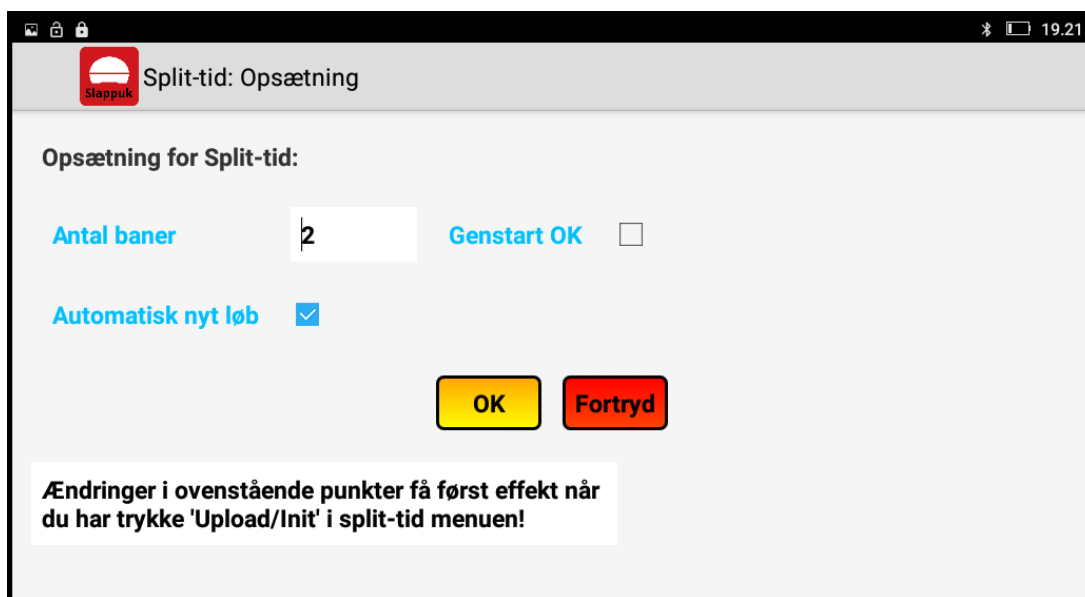 19.21
Slappuk
Split-tid: Opsætning
Opsætning for Split-tid:
Antal baner 2 Genstart OK
Automatisk nyt løb
OK Fortryd
Ændringer i ovenstående punkter få først effekt når
du har trykke 'Upload/Init' i split-tid menuen!